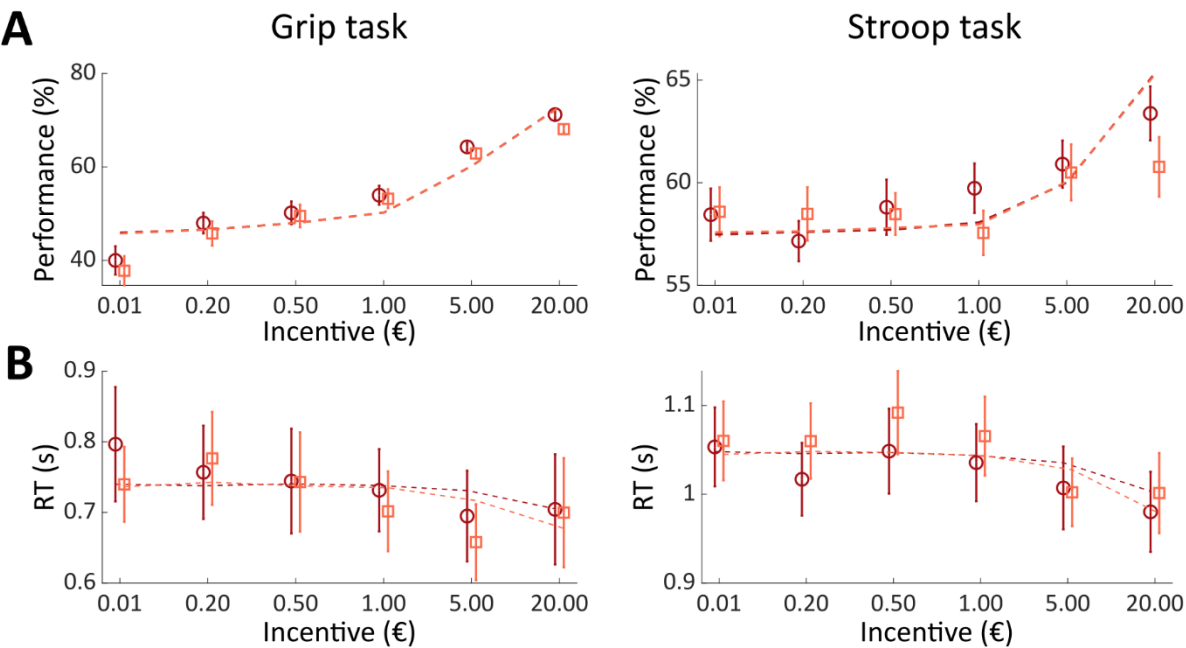 A
Grip task
Stroop task
Performance (%)
80
60
40
0.01 0.20 0.50 1.00 5.00 20.00
Incentive (€)
Performance (%)
65
60
55
0.01 0.20 0.50 1.00 5.00 20.00
Incentive (€)
B
RT (s)
0.9
0.8
0.7
0.6
0.01 0.20 0.50 1.00 5.00 20.00
Incentive (€)
RT (s)
1.1
1
0.9
0.01 0.20 0.50 1.00 5.00 20.00
Incentive (€)